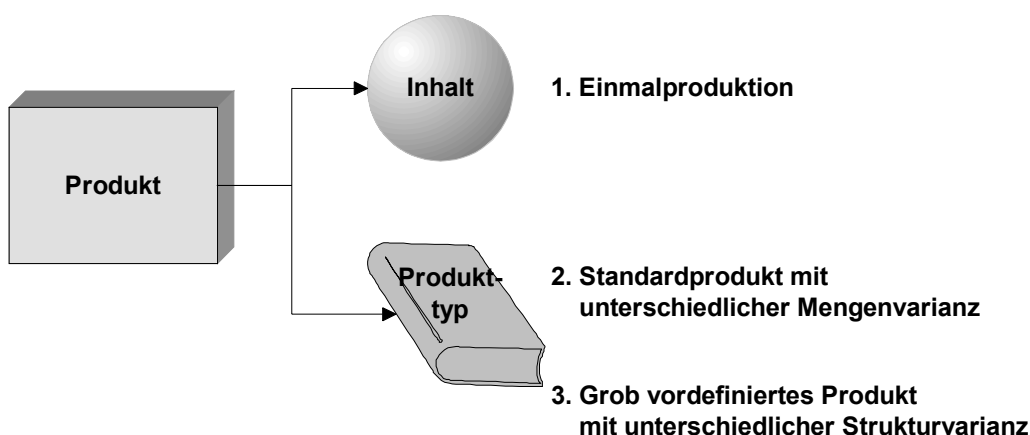 Inhalt
1. Einmalproduktion
Produkt
Produkt-
typ
2. Standardprodukt mit
unterschiedlicher Mengenvarianz
3. Grob vordefiniertes Produkt
mit unterschiedlicher Strukturvarianz